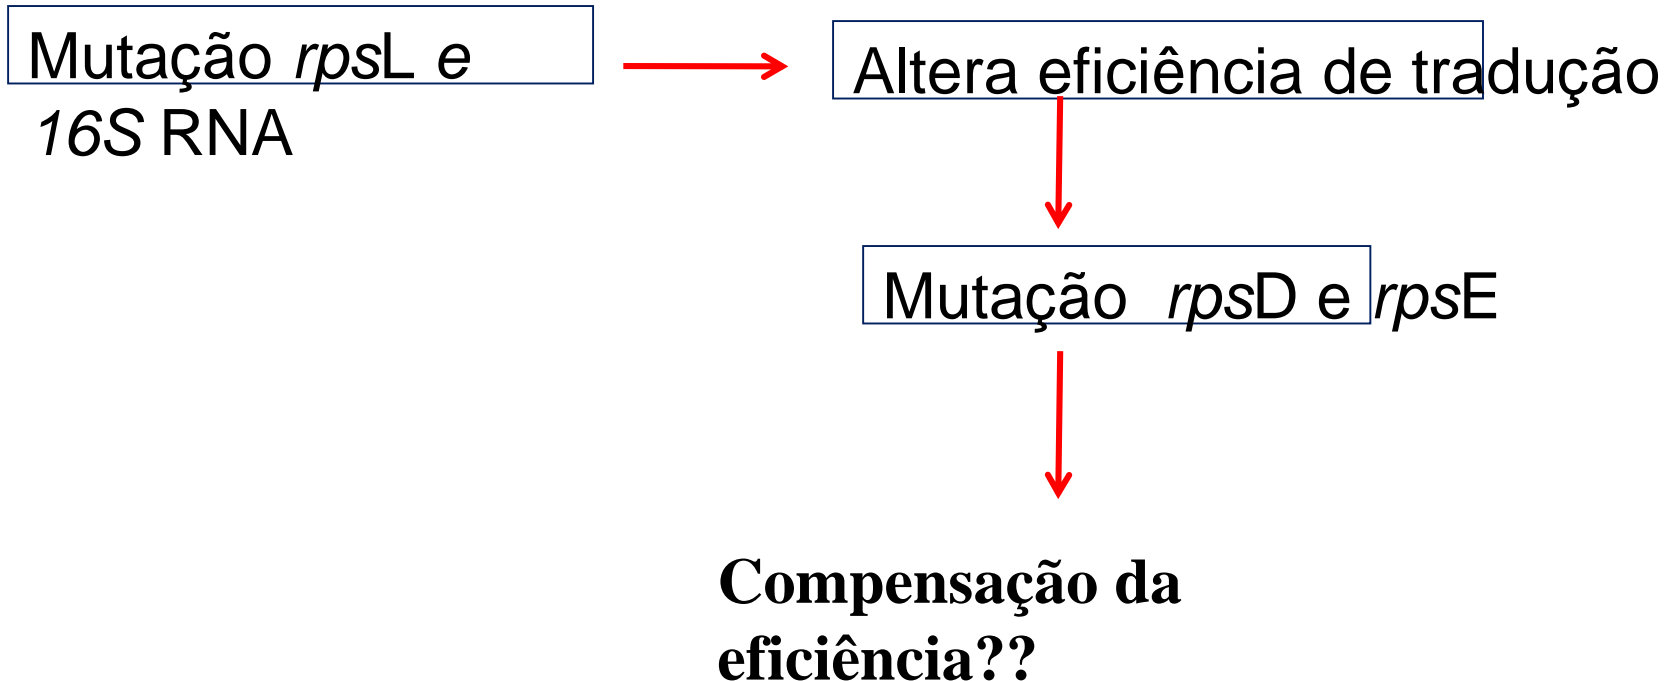 Mutação rpsL e
16S RNA
Altera eficiência de tradução
Mutação rpsD e rpsE
Compensação da
eficiência??